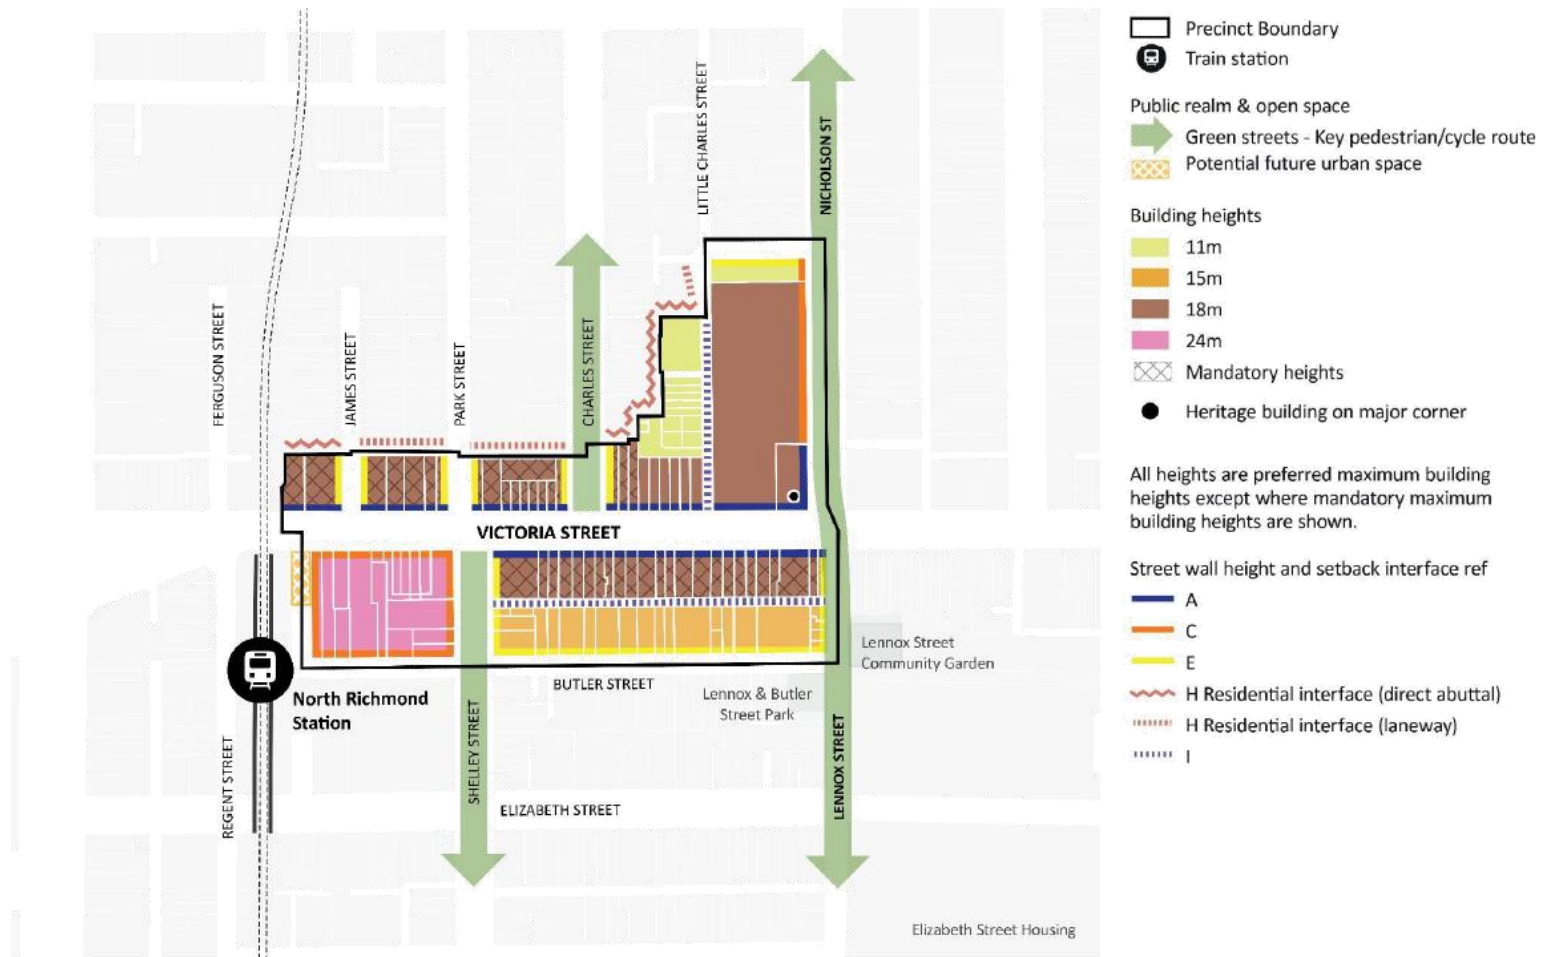 Precinct Boundary
Train station
Public realm & open space
Green streets - Key pedestrian/cycle route
Potential future urban space
Building heights
11m
15m
18m
24m
Mandatory heights
Heritage building on major corner
All heights are preferred maximum building
heights except where mandatory maximum
building heights are shown.
Street wall height and setback interface ref
A
C
E
H Residential interface (direct abuttal)
H Residential interface (laneway)
I
LITTLE CHARLES STREET
NICHOLSON ST
FERGUSON STREET
JAMES STREET
PARK STREET
CHARLES STREET
VICTORIA STREET
Lennox Street
Community Garden
BUTLER STREET
Lennox & Butler
Street Park
North Richmond
Station
SHELLEY STREET
REGENT STREET
LENNOX STREET
ELIZABETH STREET
Elizabeth Street Housing